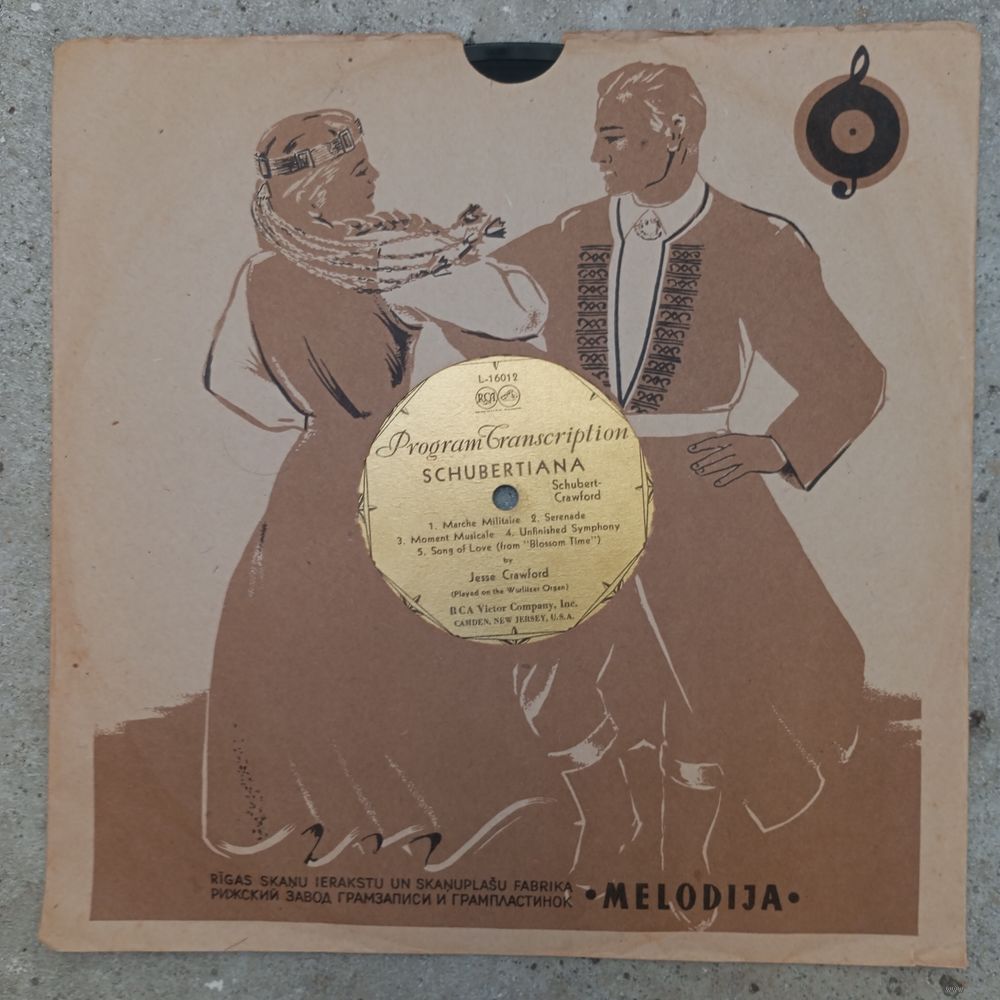 V
L-16012
RCA
Program Transcription
SCHUBERTIANA
Schubert-
Crawford
1. Marche Militaire 2. Serenade
3. Moment Musicale 4. Unfinished Symphony
5. Song of Love (from "Blossom Time")
by
Jesse Crawford
(Played on the Wurlitzer Organ)
RCA Victor Company, Inc.
CAMDEN, NEW JERSEY, U.S.A.
RĪGAS SKAŅU IERAKSTU UN SKAŅUPLAŠU FABRIKA
РИЖСКИЙ ЗАВОД ГРАМЗАПИСИ И ГРАМПЛАСТИНОК
•MELODIJA•